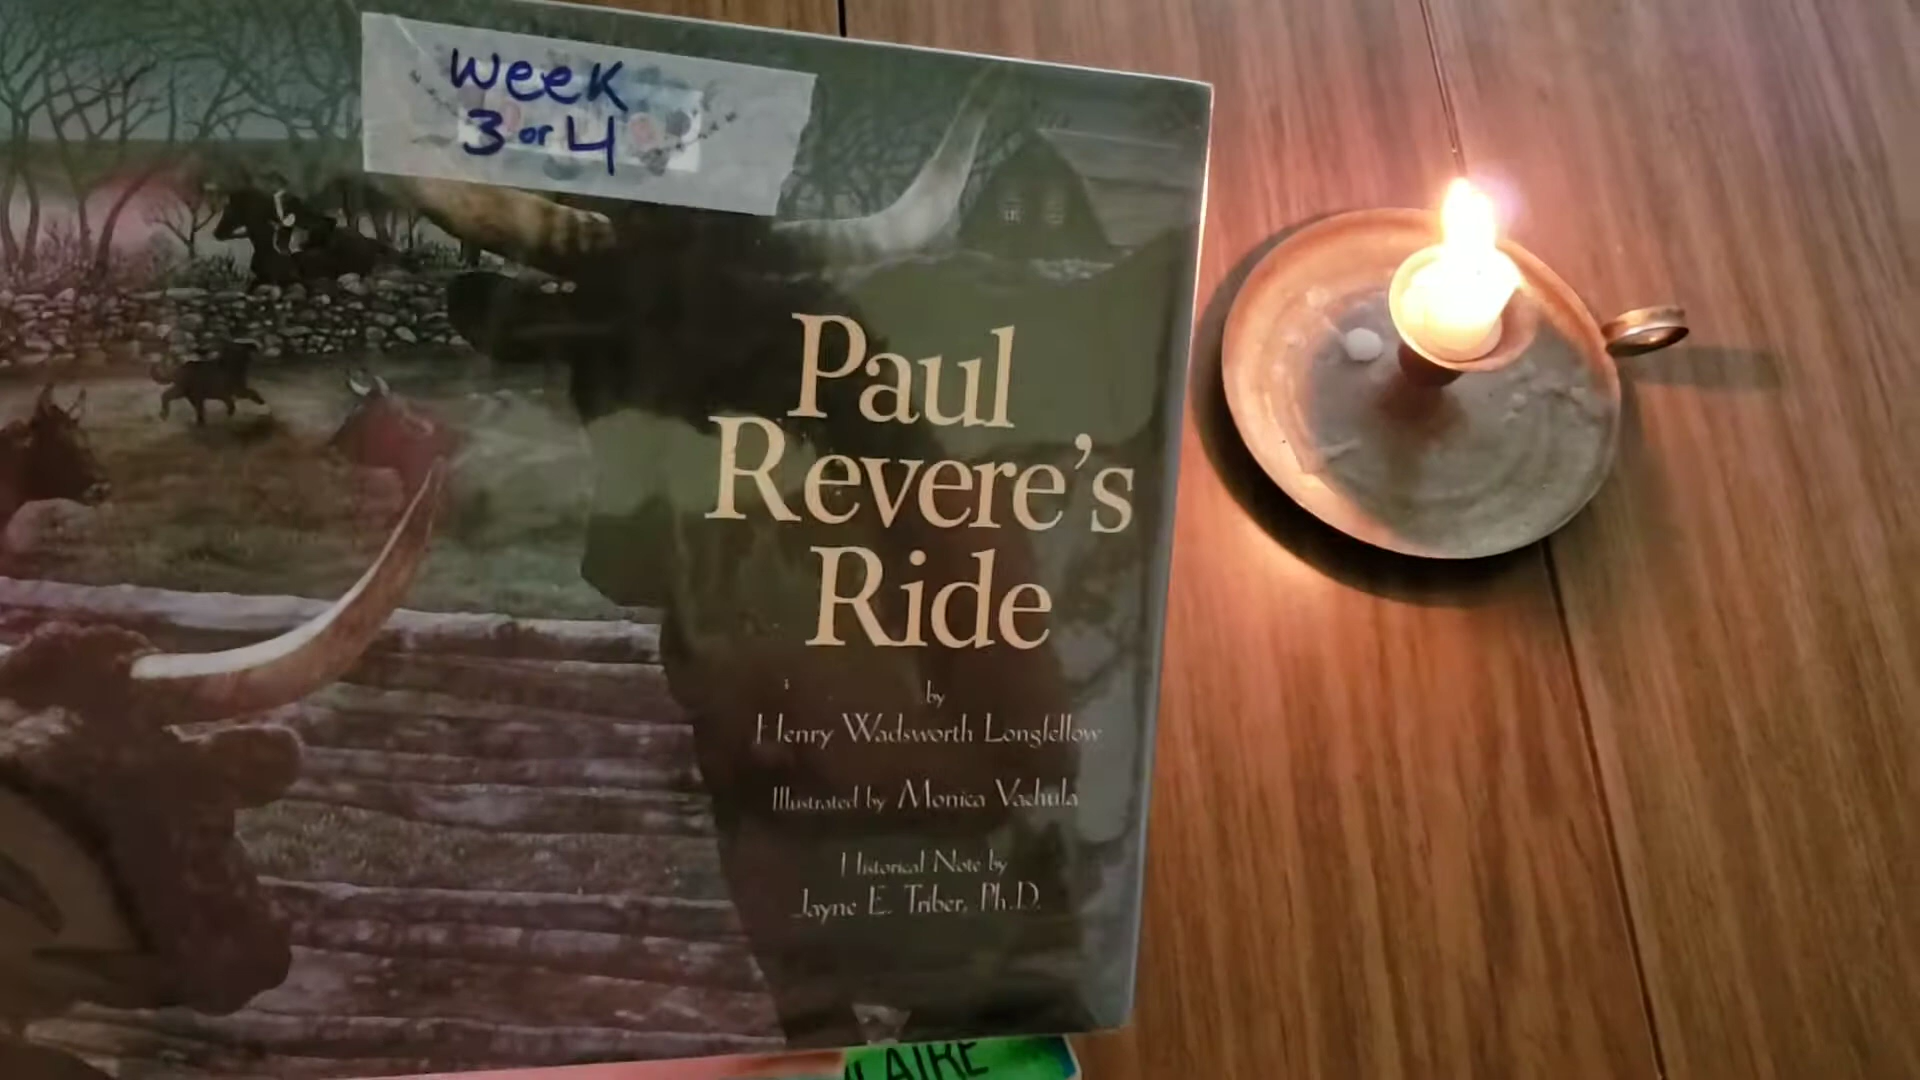 week
3 or 4
Paul
Revere's
Ride
by
Henry Wadsworth Longfellow
Illustrated by Monica Vachula
Historical Note by
Jayne E. Triber, Ph.D.
LAIRE